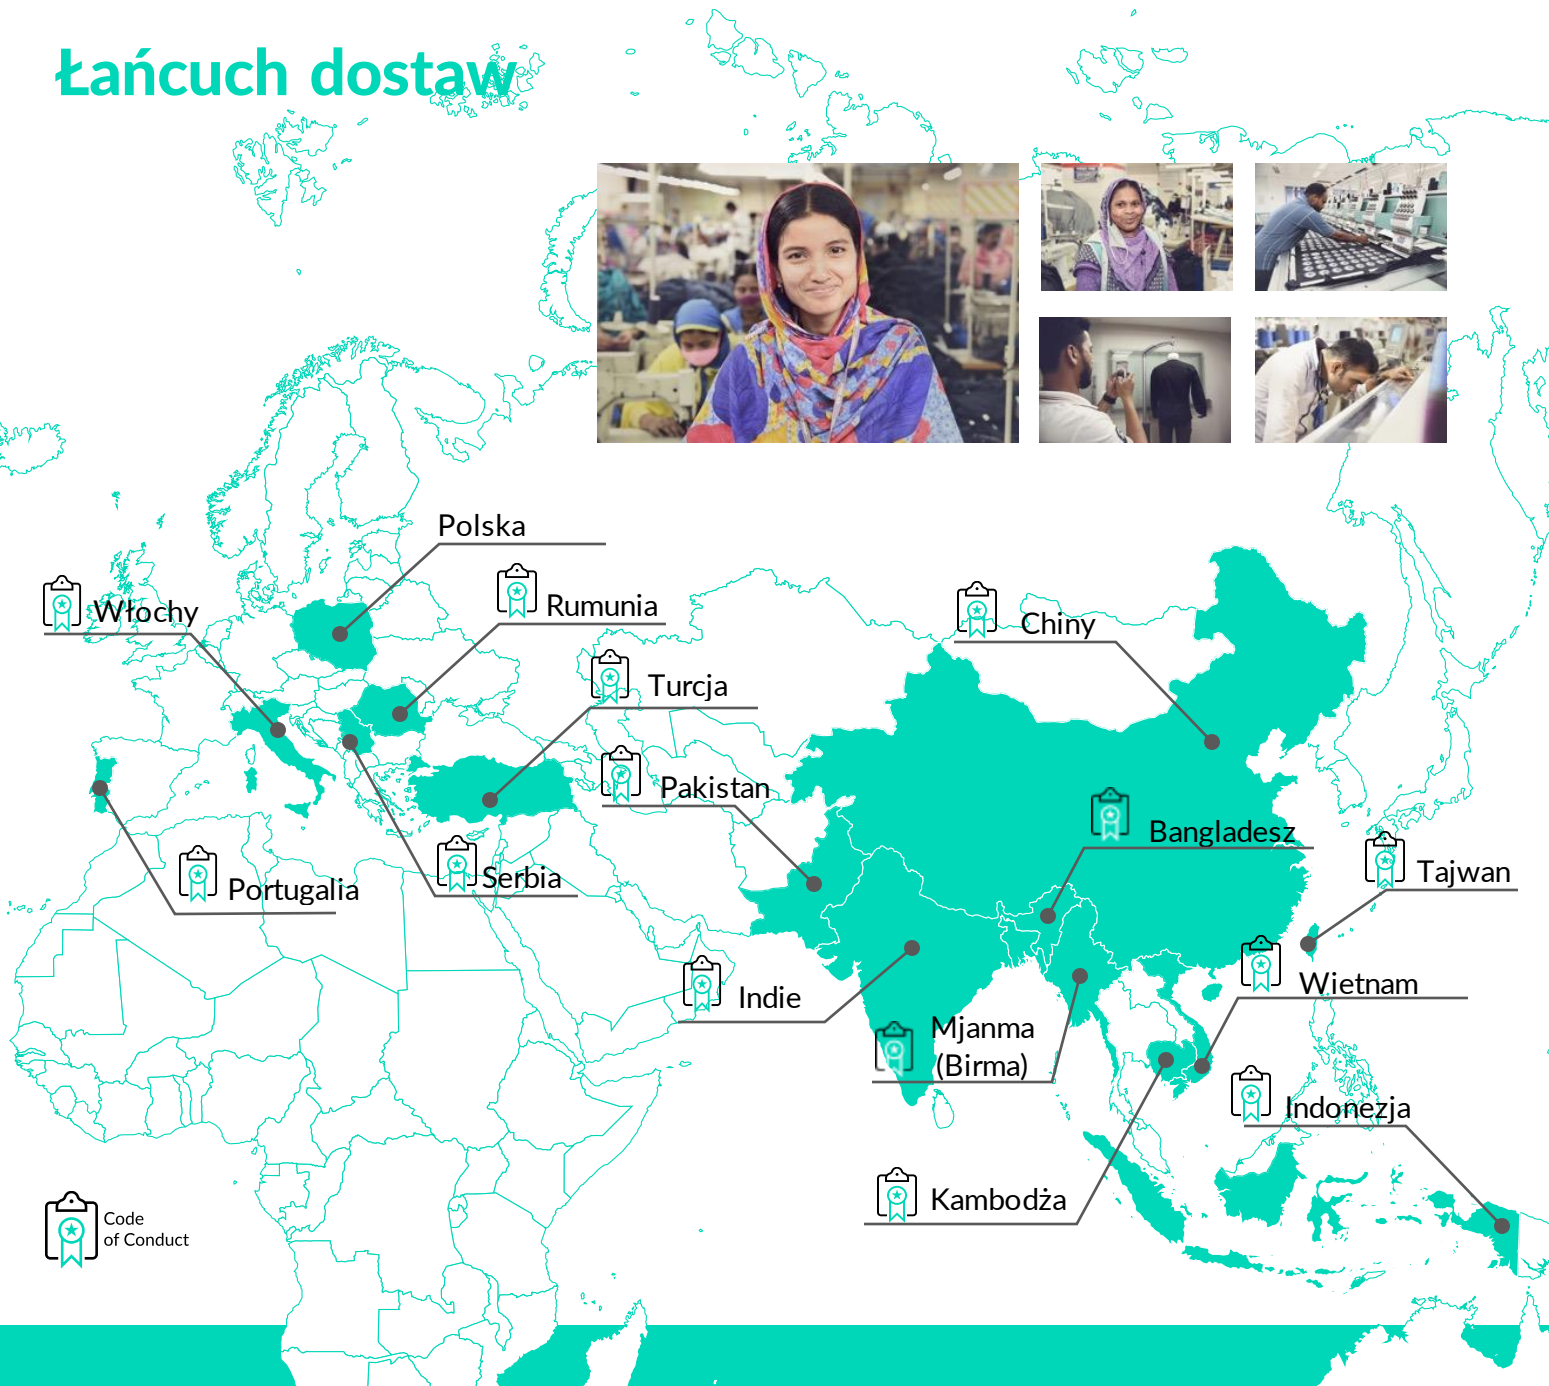 Łańcuch dostaw
Polska
Włochy
Rumunia
Chiny
Turcja
Pakistan
Bangladesz
Tajwan
Portugalia
Serbia
Indie
Wietnam
Mjanma
(Birma)
Indonezja
Kambodża
Code
of Conduct